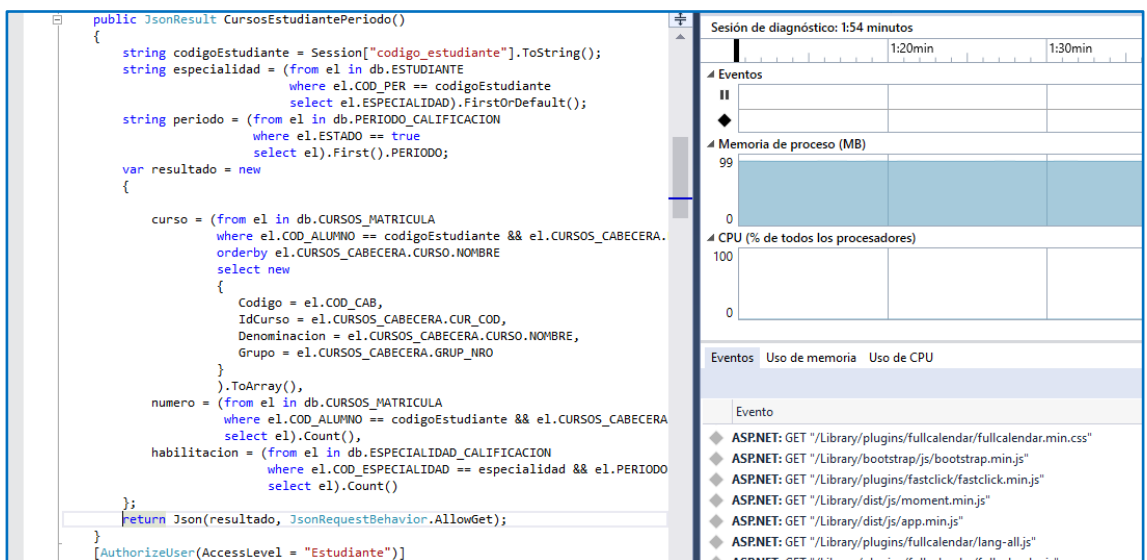 public JsonResult CursosEstudiantePeriodo()
{
string codigoEstudiante = Session["codigo_estudiante"].ToString();
string especialidad = (from el in db.ESTUDIANTE
where el.COD_PER == codigoEstudiante
select el.ESPECIALIDAD).FirstOrDefault();
string periodo = (from el in db.PERIODO_CALIFICACION
where el.ESTADO == true
select el).First().PERIODO;
var resultado = new
{
curso = (from el in db.CURSOS_MATRICULA
where el.COD_ALUMNO == codigoEstudiante && el.CURSOS_CABECERA.
orderby el.CURSOS_CABECERA.CURSO.NOMBRE
select new
{
Codigo = el.COD_CAB,
IdCurso = el.CURSOS_CABECERA.CUR_COD,
Denominacion = el.CURSOS_CABECERA.CURSO.NOMBRE,
Grupo = el.CURSOS_CABECERA.GRUP_NRO
}
).ToArray(),
numero = (from el in db.CURSOS_MATRICULA
where el.COD_ALUMNO == codigoEstudiante && el.CURSOS_CABECERA
select el).Count(),
habilitacion = (from el in db.ESPECIALIDAD_CALIFICACION
where el.COD_ESPECIALIDAD == especialidad && el.PERIODO
select el).Count()
};
return Json(resultado, JsonRequestBehavior.AllowGet);
}
[AuthorizeUser(AccessLevel = "Estudiante")]
Sesión de diagnóstico: 1:54 minutos
1:20min 1:30min
Eventos
Memoria de proceso (MB)
99
0
CPU (% de todos los procesadores)
100
0
Eventos Uso de memoria Uso de CPU
Evento
ASP.NET: GET "/Library/plugins/fullcalendar/fullcalendar.min.css"
ASP.NET: GET "/Library/bootstrap/js/bootstrap.min.js"
ASP.NET: GET "/Library/plugins/fastclick/fastclick.min.js"
ASP.NET: GET "/Library/dist/js/moment.min.js"
ASP.NET: GET "/Library/dist/js/app.min.js"
ASP.NET: GET "/Library/plugins/fullcalendar/lang-all.js"